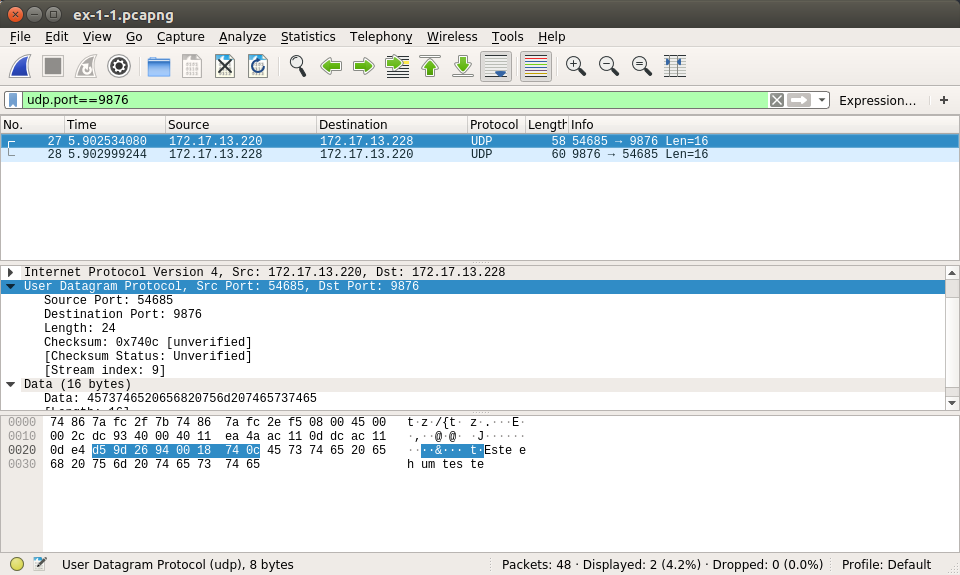 ex-1-1.pcapng
File Edit View Go Capture Analyze Statistics Telephony Wireless Tools Help
udp.port==9876 Expression… +
No. Time Source Destination Protocol Length Info
27 5.902534080 172.17.13.220 172.17.13.228 UDP 58 54685 → 9876 Len=16
28 5.902999244 172.17.13.228 172.17.13.220 UDP 60 9876 → 54685 Len=16
Internet Protocol Version 4, Src: 172.17.13.220, Dst: 172.17.13.228
User Datagram Protocol, Src Port: 54685, Dst Port: 9876
Source Port: 54685
Destination Port: 9876
Length: 24
Checksum: 0x740c [unverified]
[Checksum Status: Unverified]
[Stream index: 9]
Data (16 bytes)
Data: 4573746520656820756d207465737465
[Length: 16]
0000 74 86 7a fc 2f 7b 74 86 7a fc 2e f5 08 00 45 00 t·z·/{t· z·.···E·
0010 00 2c dc 93 40 00 40 11 ea 4a ac 11 0d dc ac 11 ·,··@·@· ·J······
0020 0d e4 d5 9d 26 94 00 18 74 0c 45 73 74 65 20 65 ····&··· t·Este e
0030 68 20 75 6d 20 74 65 73 74 65 h um tes te
User Datagram Protocol (udp), 8 bytes Packets: 48 · Displayed: 2 (4.2%) · Dropped: 0 (0.0%) Profile: Default